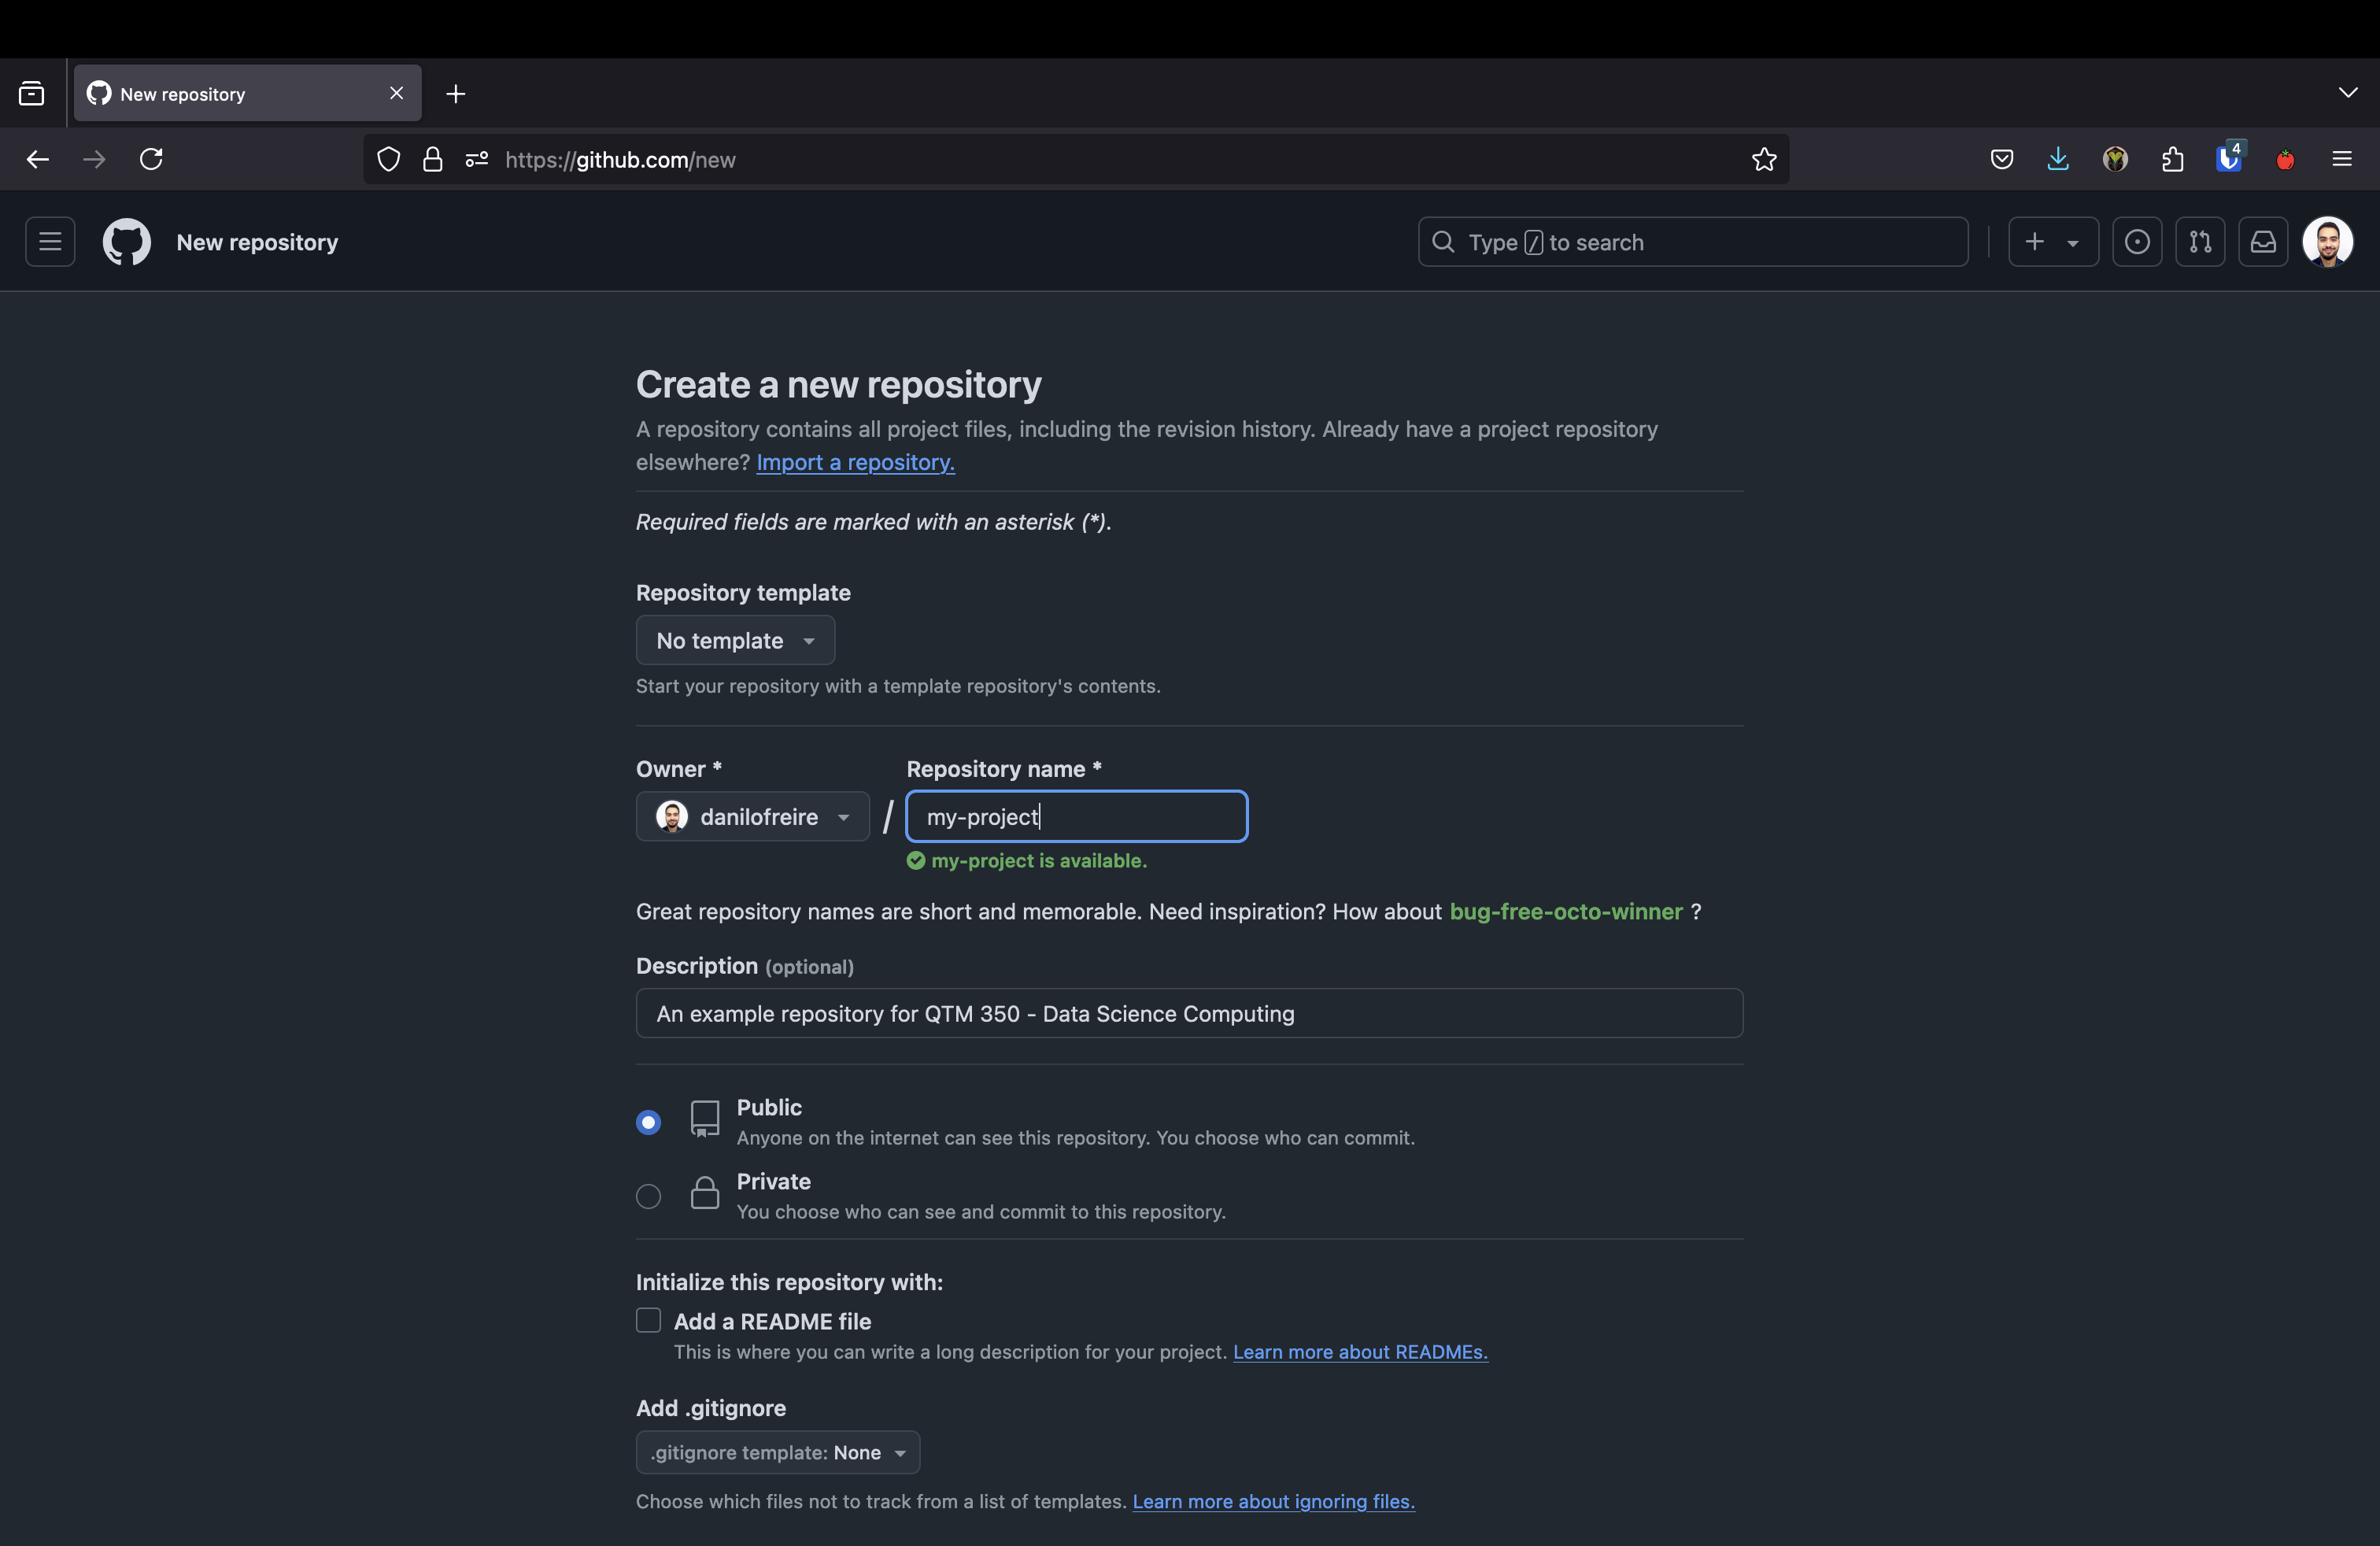 New repository
https://github.com/new
4
New repository
Type / to search
Create a new repository
A repository contains all project files, including the revision history. Already have a project repository
elsewhere? Import a repository.
Required fields are marked with an asterisk (*).
Repository template
No template
Start your repository with a template repository's contents.
Owner * Repository name *
danilofreire / my-project
my-project is available.
Great repository names are short and memorable. Need inspiration? How about bug-free-octo-winner ?
Description (optional)
An example repository for QTM 350 - Data Science Computing
Public
Anyone on the internet can see this repository. You choose who can commit.
Private
You choose who can see and commit to this repository.
Initialize this repository with:
Add a README file
This is where you can write a long description for your project. Learn more about READMEs.
Add .gitignore
.gitignore template: None
Choose which files not to track from a list of templates. Learn more about ignoring files.